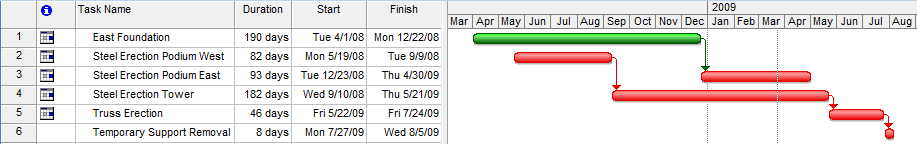 2009
Task Name Duration Start Finish Mar Apr May Jun Jul Aug Sep Oct Nov Dec Jan Feb Mar Apr May Jun Jul Aug
1 East Foundation 190 days Tue 4/1/08 Mon 12/22/08
2 Steel Erection Podium West 82 days Mon 5/19/08 Tue 9/9/08
3 Steel Erection Podium East 93 days Tue 12/23/08 Thu 4/30/09
4 Steel Erection Tower 182 days Wed 9/10/08 Thu 5/21/09
5 Truss Erection 46 days Fri 5/22/09 Fri 7/24/09
6 Temporary Support Removal 8 days Mon 7/27/09 Wed 8/5/09